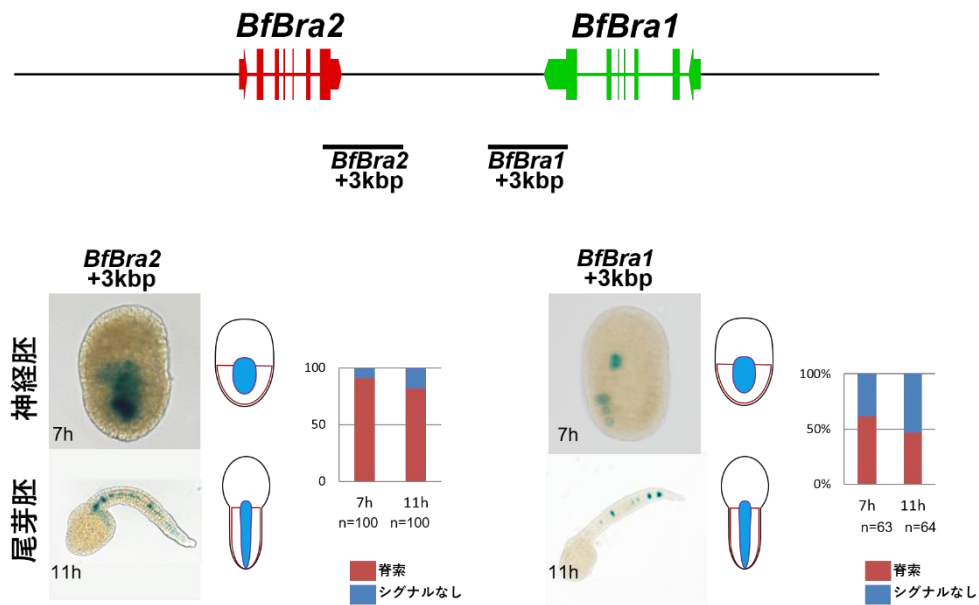 BfBra2
BfBra1
BfBra2
+3kbp
BfBra1
+3kbp
BfBra2
+3kbp
神経胚
7h
100
50
0
7h 11h
n=100 n=100
尾芽胚
11h
脊索
シグナルなし
BfBra1
+3kbp
7h
100%
50%
0%
7h 11h
n=63 n=64
11h
脊索
シグナルなし